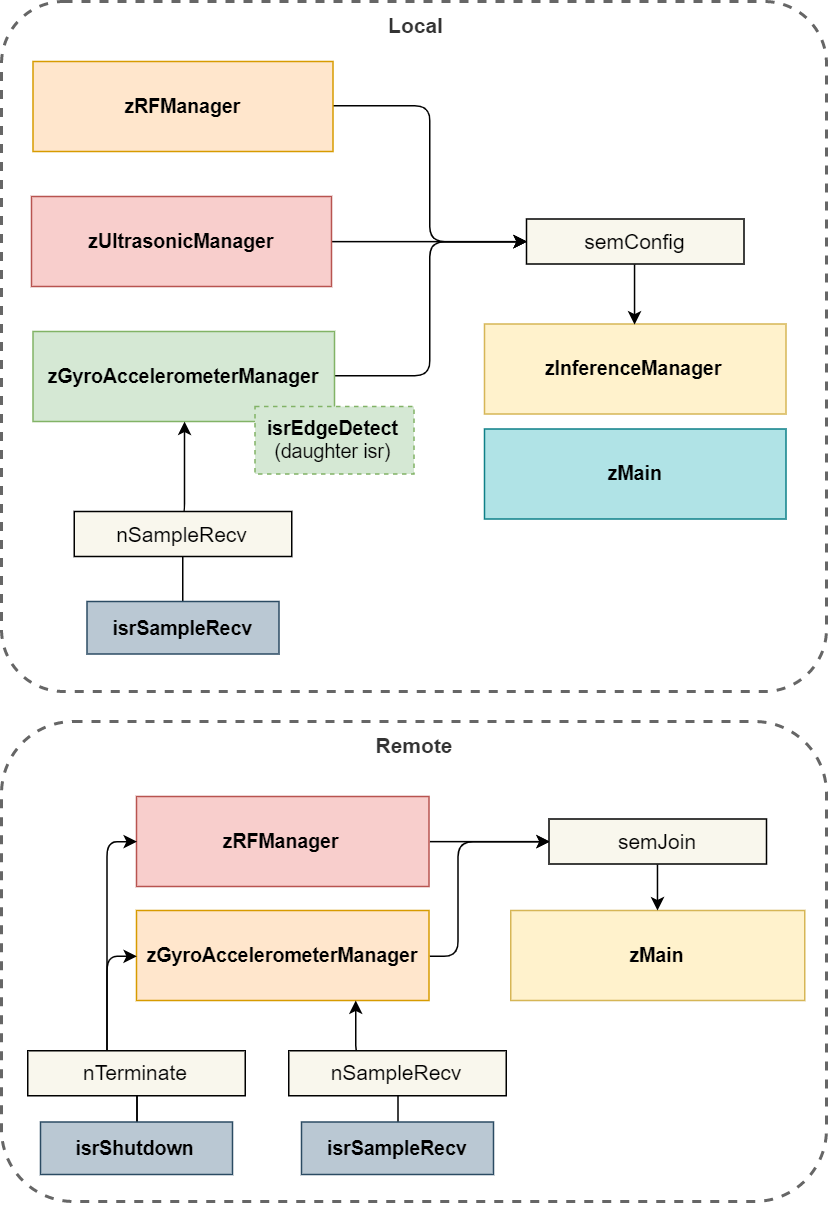 Local
zRFManager
zUltrasonicManager
semConfig
zGyroAccelerometerManager
zInferenceManager
isrEdgeDetect
(daughter isr)
zMain
nSampleRecv
isrSampleRecv
Remote
zRFManager
semJoin
zGyroAccelerometerManager
zMain
nTerminate
nSampleRecv
isrShutdown
isrSampleRecv